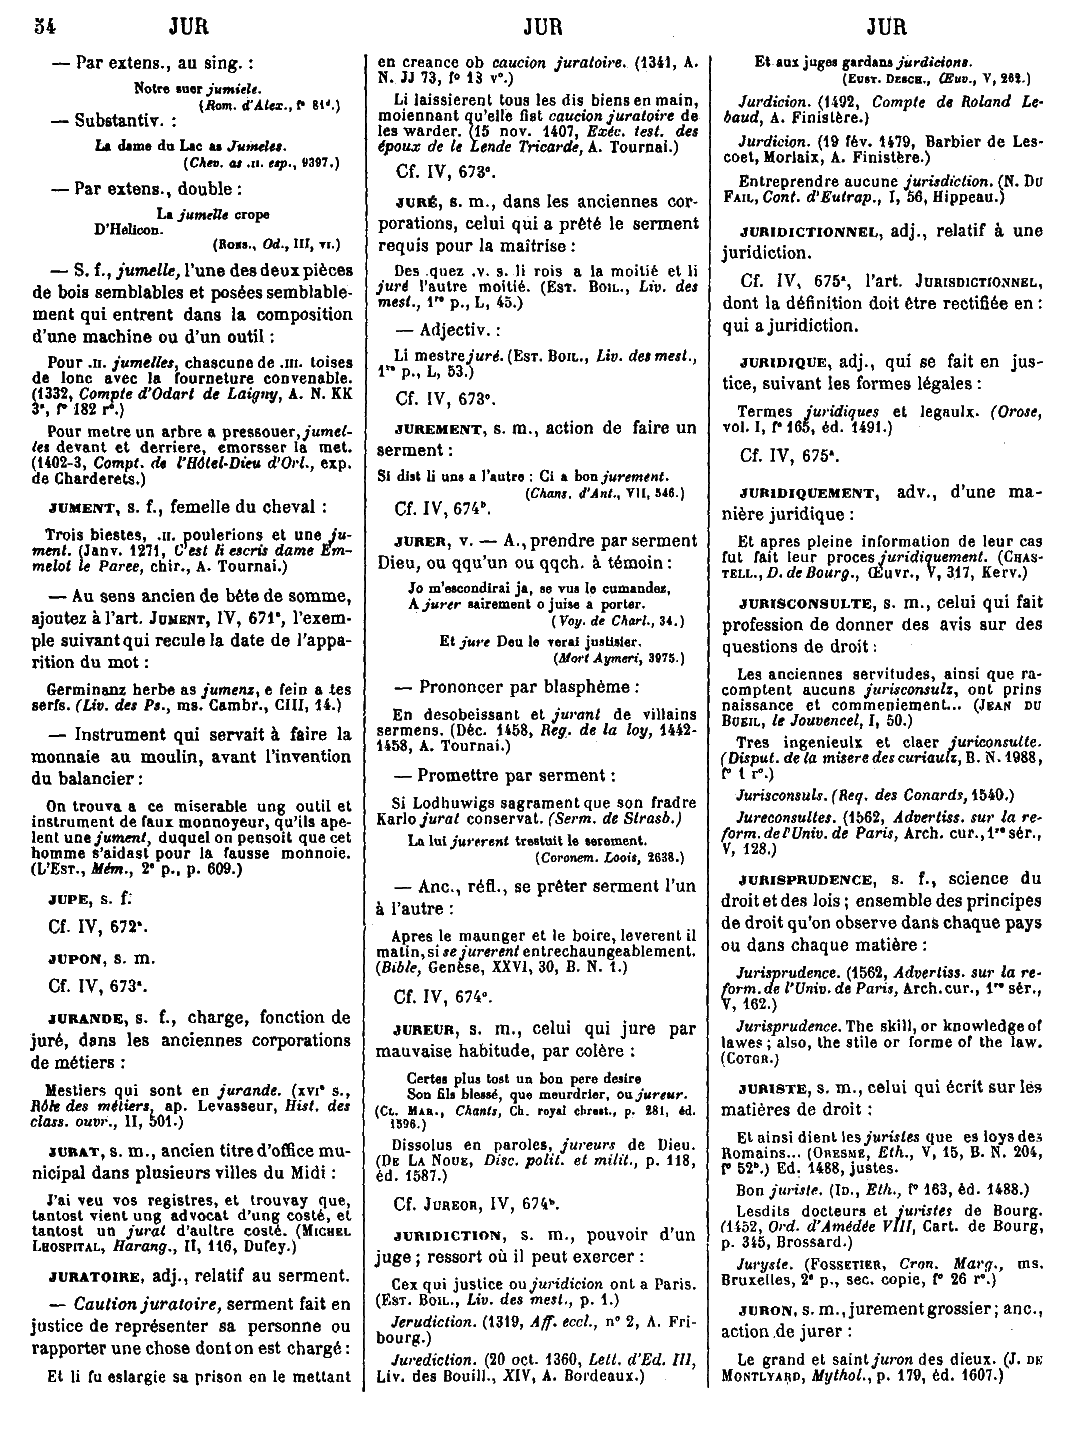 54 JUR JUR JUR
— Par extens., au sing. :
Notre suer jumiele.
(Rom. d'Alex., f° 81ᵈ.)
— Substantiv. :
La dame du Lac as Jumeles.
(Chev. as .II. esp., 9397.)
— Par extens., double :
La jumelle crope
D'Helicon.
(Rons., Od., III, VI.)
— S. f., jumelle, l'une des deux pièces
de bois semblables et posées semblable-
ment qui entrent dans la composition
d'une machine ou d'un outil :
Pour .II. jumelles, chascune de .III. toises
de lonc avec la fourneture convenable.
(1332, Compte d'Odart de Laigny, A. N. KK
3ᵃ, f° 182 r°.)
Pour metre un arbre a pressouer, jumel-
les devant et derriere, emorsser la met.
(1402-3, Compt. de l'Hôtel-Dieu d'Orl., exp.
de Charderets.)
JUMENT, s. f., femelle du cheval :
Trois biestes, .II. poulerions et une ju-
ment. (Janv. 1271, C'est li escris dame Em-
melot le Paree, chir., A. Tournai.)
— Au sens ancien de bête de somme,
ajoutez à l'art. JUMENT, IV, 671ᵃ, l'exem-
ple suivant qui recule la date de l'appa-
rition du mot :
Germinanz herbe as jumenz, e fein a tes
serfs. (Liv. des Ps., ms. Cambr., CIII, 14.)
— Instrument qui servait à faire la
monnaie au moulin, avant l'invention
du balancier :
On trouva a ce miserable ung outil et
instrument de faux monnoyeur, qu'ils ape-
lent une jument, duquel on pensoit que cet
homme s'aidast pour la fausse monnoie.
(L'EST., Mém., 2ᵉ p., p. 609.)
JUPE, s. f.
Cf. IV, 672ᵃ.
JUPON, s. m.
Cf. IV, 673ᵃ.
JURANDE, s. f., charge, fonction de
juré, dans les anciennes corporations
de métiers :
Mestiers qui sont en jurande. (XVIᵉ s.,
Rôle des métiers, ap. Levasseur, Hist. des
class. ouvr., II, 501.)
JURAT, s. m., ancien titre d'office mu-
nicipal dans plusieurs villes du Midi :
J'ai veu vos registres, et trouvay que,
tantost vient ung advocat d'ung costé, et
tantost un jurat d'aultre costé. (MICHEL
LHOSPITAL, Harang., II, 116, Dufey.)
JURATOIRE, adj., relatif au serment.
— Caution juratoire, serment fait en
justice de représenter sa personne ou
rapporter une chose dont on est chargé :
Et li fu eslargie sa prison en le mettant
en creance ob caucion juratoire. (1341, A.
N. JJ 73, f° 13 v°.)
Li laissierent tous les dis biens en main,
moiennant qu'elle fist caucion juratoire de
les warder. (15 nov. 1407, Exéc. test. des
époux de le Lende Tricarde, A. Tournai.)
Cf. IV, 673ᶜ.
JURÉ, s. m., dans les anciennes cor-
porations, celui qui a prêté le serment
requis pour la maîtrise :
Des .quez .v. s. li rois a la moitié et li
juré l'autre moitié. (EST. BOIL., Liv. des
mest., 1ʳᵉ p., L, 45.)
— Adjectiv. :
Li mestre juré. (EST. BOIL., Liv. des mest.,
1ʳᵉ p., L, 53.)
Cf. IV, 673ᶜ.
JUREMENT, s. m., action de faire un
serment :
Si dist li uns a l'autre : Ci a bon jurement.
(Chans. d'Ant., VII, 546.)
Cf. IV, 674ᵇ.
JURER, v. — A., prendre par serment
Dieu, ou qqu'un ou qqch. à témoin :
Jo m'escondirai ja, se vus le cumandez,
A jurer sairement o juise a porter.
(Voy. de Charl., 34.)
Et jure Deu le verai justisier.
(Mort Aymeri, 3975.)
— Prononcer par blasphème :
En desobeissant et jurant de villains
sermens. (Déc. 1458, Reg. de la loy, 1442-
1458, A. Tournai.)
— Promettre par serment :
Si Lodhuwigs sagrament que son fradre
Karlo jurat conservat. (Serm. de Strasb.)
La lui jurerent trestuit le serement.
(Coronem. Loois, 2638.)
— Anc., réfl., se prêter serment l'un
à l'autre :
Apres le maunger et le boire, leverent il
matin, si se jurerent entrechaungeablement.
(Bible, Genèse, XXVI, 30, B. N. 1.)
Cf. IV, 674ᶜ.
JUREUR, s. m., celui qui jure par
mauvaise habitude, par colère :
Certes plus tost un bon pere desire
Son fils blessé, que meurdrier, ou jureur.
(CL. MAR., Chants, Ch. royal chrest., p. 281, éd.
1596.)
Dissolus en paroles, jureurs de Dieu.
(DE LA NOUE, Disc. polit. et milit., p. 118,
éd. 1587.)
Cf. JUREOR, IV, 674ᵇ.
JURIDICTION, s. m., pouvoir d'un
juge ; ressort où il peut exercer :
Cex qui justice ou juridicion ont a Paris.
(EST. BOIL., Liv. des mest., p. 1.)
Jerudiction. (1319, Aff. eccl., n° 2, A. Fri-
bourg.)
Jurediction. (20 oct. 1360, Lett. d'Ed. III,
Liv. des Bouill., XIV, A. Bordeaux.)
Et aux juges gardans jurdicions.
(EUST. DESCH., Œuv., V, 262.)
Jurdicion. (1492, Compte de Roland Le-
baud, A. Finistère.)
Jurdicion. (19 fév. 1479, Barbier de Les-
coet, Morlaix, A. Finistère.)
Entreprendre aucune jurisdiction. (N. DU
FAIL, Cont. d'Eutrap., I, 56, Hippeau.)
JURIDICTIONNEL, adj., relatif à une
juridiction.
Cf. IV, 675ᵃ, l'art. JURISDICTIONNEL,
dont la définition doit être rectifiée en :
qui a juridiction.
JURIDIQUE, adj., qui se fait en jus-
tice, suivant les formes légales :
Termes juridiques et legaulx. (Orose,
vol. I, f° 165, éd. 1491.)
Cf. IV, 675ᵃ.
JURIDIQUEMENT, adv., d'une ma-
nière juridique :
Et apres pleine information de leur cas
fut fait leur proces juridiquement. (CHAS-
TELL., D. de Bourg., Œuvr., V, 317, Kerv.)
JURISCONSULTE, s. m., celui qui fait
profession de donner des avis sur des
questions de droit :
Les anciennes servitudes, ainsi que ra-
comptent aucuns jurisconsulz, ont prins
naissance et commeniement... (JEAN DU
BUEIL, le Jouvencel, I, 50.)
Tres ingenieulx et claer juriconsulte.
(Disput. de la misere des curiaulx, B. N. 1988,
f° 1 r°.)
Jurisconsuls. (Reg. des Conards, 1540.)
Jureconsultes. (1562, Advertiss. sur la re-
form. de l'Univ. de Paris, Arch. cur., 1ʳᵉ sér.,
V, 128.)
JURISPRUDENCE, s. f., science du
droit et des lois ; ensemble des principes
de droit qu'on observe dans chaque pays
ou dans chaque matière :
Jurisprudence. (1562, Advertiss. sur la re-
form. de l'Univ. de Paris, Arch. cur., 1ʳᵉ sér.,
V, 162.)
Jurisprudence. The skill, or knowledge of
lawes ; also, the stile or forme of the law.
(COTGR.)
JURISTE, s. m., celui qui écrit sur les
matières de droit :
Et ainsi dient les juristes que es loys des
Romains... (ORESME, Eth., V, 15, B. N. 204,
f° 52ᵃ.) Ed. 1488, justes.
Bon juriste. (ID., Eth., f° 163, éd. 1488.)
Lesdits docteurs et juristes de Bourg.
(1452, Ord. d'Amédée VIII, Cart. de Bourg,
p. 345, Brossard.)
Juryste. (FOSSETIER, Cron. Marg., ms.
Bruxelles, 2ᵉ p., sec. copie, f° 26 r°.)
JURON, s. m., jurement grossier ; anc.,
action de jurer :
Le grand et saint juron des dieux. (J. DE
MONTLYARD, Mythol., p. 179, éd. 1607.)